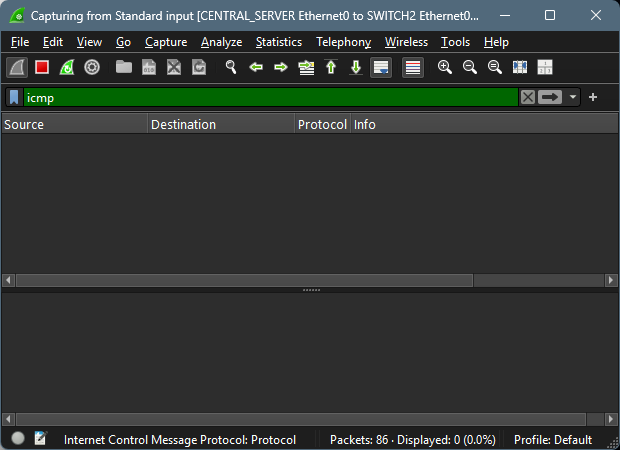 Capturing from Standard input [CENTRAL_SERVER Ethernet0 to SWITCH2 Ethernet0...
File Edit View Go Capture Analyze Statistics Telephony Wireless Tools Help
icmp
Source Destination Protocol Info
Internet Control Message Protocol: Protocol Packets: 86 · Displayed: 0 (0.0%) Profile: Default